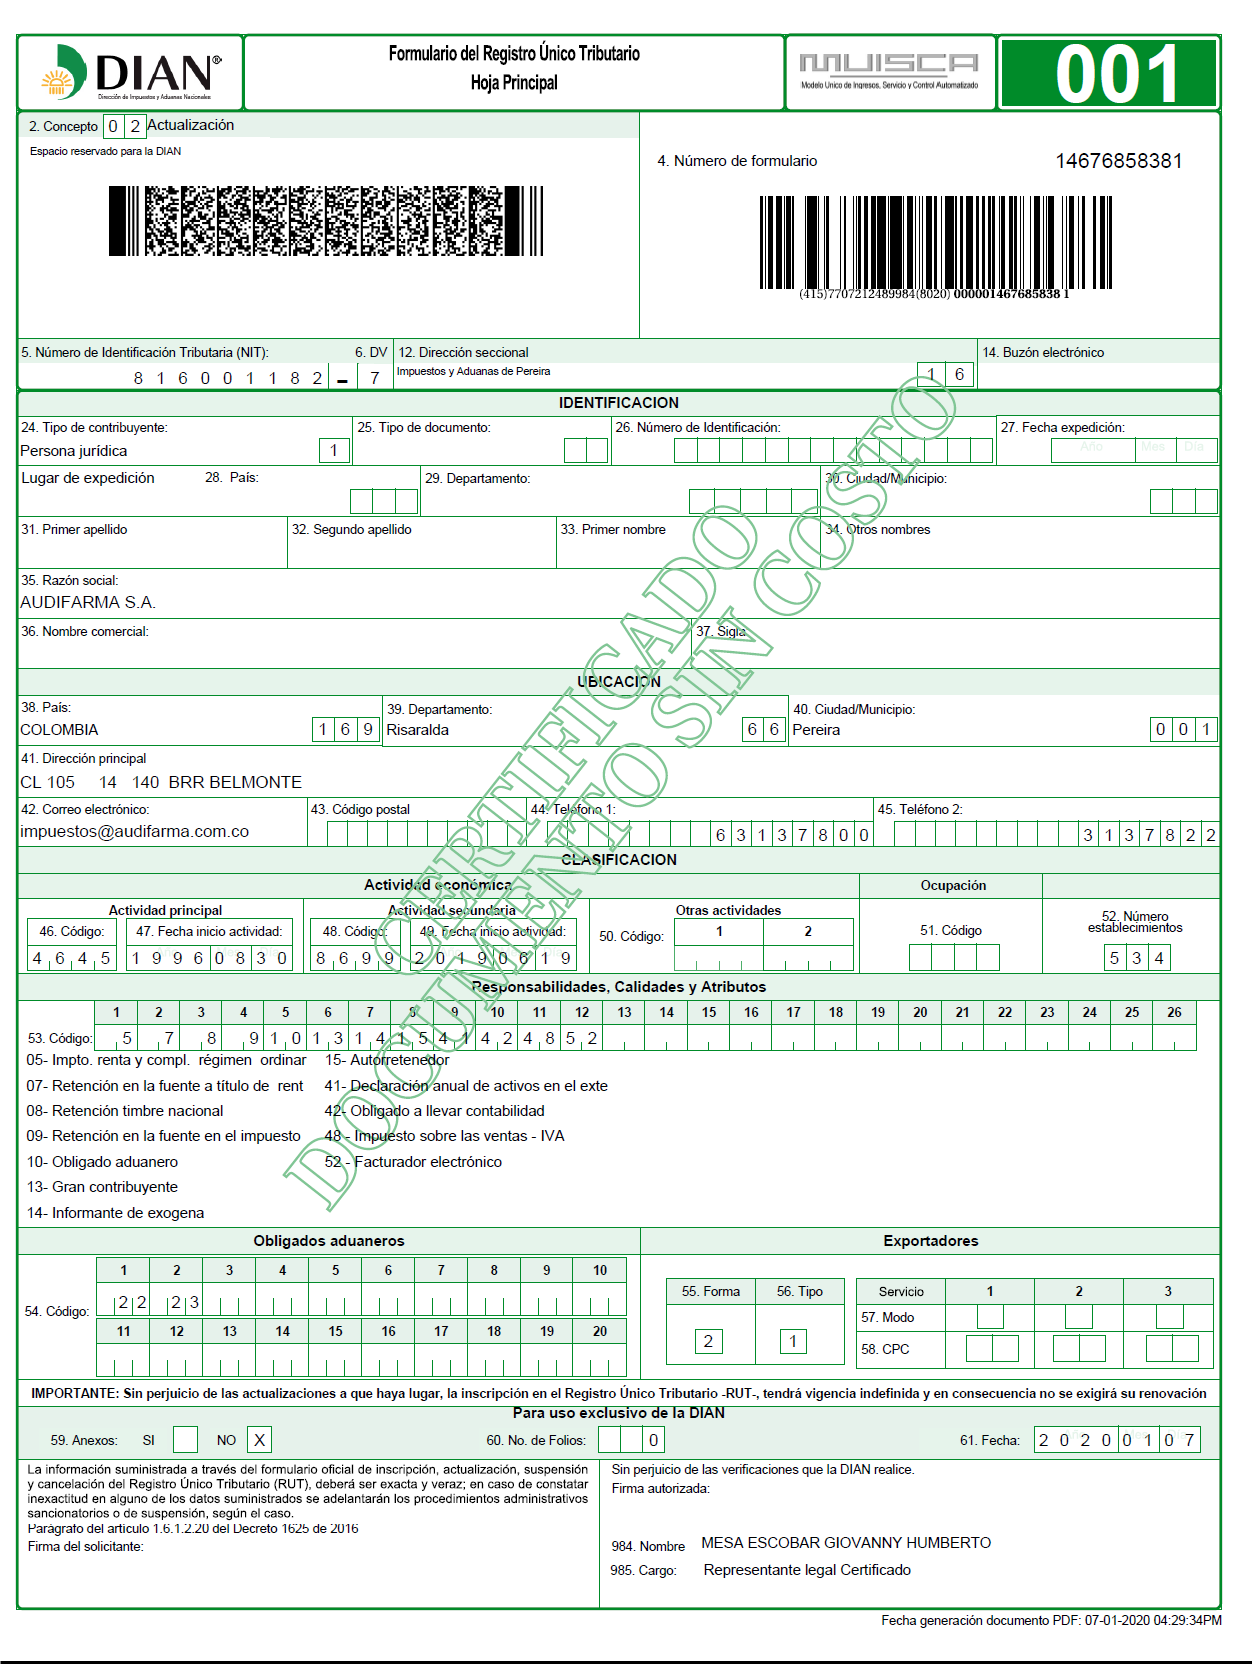 DIAN®
Dirección de Impuestos y Aduanas Nacionales
Formulario del Registro Único Tributario
Hoja Principal
MUISCA
Modelo Unico de Ingresos, Servicio y Control Automatizado
001
2. Concepto 0 2 Actualización
Espacio reservado para la DIAN
4. Número de formulario 14676858381
(415)7707212489984(8020) 000001467685838 1
5. Número de Identificación Tributaria (NIT): 6. DV 12. Dirección seccional 14. Buzón electrónico
8 1 6 0 0 1 1 8 2 - 7 Impuestos y Aduanas de Pereira 1 6
IDENTIFICACION
24. Tipo de contribuyente: 25. Tipo de documento: 26. Número de Identificación: 27. Fecha expedición:
Persona jurídica 1 Año Mes Día
Lugar de expedición 28. País: 29. Departamento: 30. Ciudad/Municipio:
31. Primer apellido 32. Segundo apellido 33. Primer nombre 34. Otros nombres
35. Razón social:
AUDIFARMA S.A.
36. Nombre comercial: 37. Sigla
UBICACION
38. País: 39. Departamento: 40. Ciudad/Municipio:
COLOMBIA 1 6 9 Risaralda 6 6 Pereira 0 0 1
41. Dirección principal
CL 105 14 140 BRR BELMONTE
42. Correo electrónico: 43. Código postal 44. Teléfono 1: 45. Teléfono 2:
impuestos@audifarma.com.co 6 3 1 3 7 8 0 0 3 1 3 7 8 2 2
CLASIFICACION
Actividad económica Ocupación
Actividad principal Actividad secundaria Otras actividades 52. Número establecimientos
46. Código: 47. Fecha inicio actividad: 48. Código: 49. Fecha inicio actividad: 50. Código: 1 2 51. Código
4 6 4 5 1 9 9 6 0 8 3 0 8 6 9 9 2 0 1 9 0 6 1 9 5 3 4
Responsabilidades, Calidades y Atributos
1 2 3 4 5 6 7 8 9 10 11 12 13 14 15 16 17 18 19 20 21 22 23 24 25 26
53. Código: 5 7 8 9 1 0 1 3 1 4 1 5 4 1 4 2 4 8 5 2
05- Impto. renta y compl. régimen ordinar 15- Autorretenedor
07- Retención en la fuente a título de rent 41- Declaración anual de activos en el exte
08- Retención timbre nacional 42- Obligado a llevar contabilidad
09- Retención en la fuente en el impuesto 48 - Impuesto sobre las ventas - IVA
10- Obligado aduanero 52 - Facturador electrónico
13- Gran contribuyente
14- Informante de exogena
CERTIFICADO
DOCUMENTO SIN COSTO
Obligados aduaneros Exportadores
1 2 3 4 5 6 7 8 9 10
54. Código: 22 23
11 12 13 14 15 16 17 18 19 20
55. Forma 56. Tipo Servicio 1 2 3
2 1 57. Modo
58. CPC
IMPORTANTE: Sin perjuicio de las actualizaciones a que haya lugar, la inscripción en el Registro Único Tributario -RUT-, tendrá vigencia indefinida y en consecuencia no se exigirá su renovación
Para uso exclusivo de la DIAN
59. Anexos: SI NO X 60. No. de Folios: 0 61. Fecha: 2 0 2 0 0 1 0 7
La información suministrada a través del formulario oficial de inscripción, actualización, suspensión
y cancelación del Registro Único Tributario (RUT), deberá ser exacta y veraz; en caso de constatar
inexactitud en alguno de los datos suministrados se adelantarán los procedimientos administrativos
sancionatorios o de suspensión, según el caso.
Parágrafo del artículo 1.6.1.2.20 del Decreto 1625 de 2016
Firma del solicitante:
Sin perjuicio de las verificaciones que la DIAN realice.
Firma autorizada:
984. Nombre MESA ESCOBAR GIOVANNY HUMBERTO
985. Cargo: Representante legal Certificado
Fecha generación documento PDF: 07-01-2020 04:29:34PM